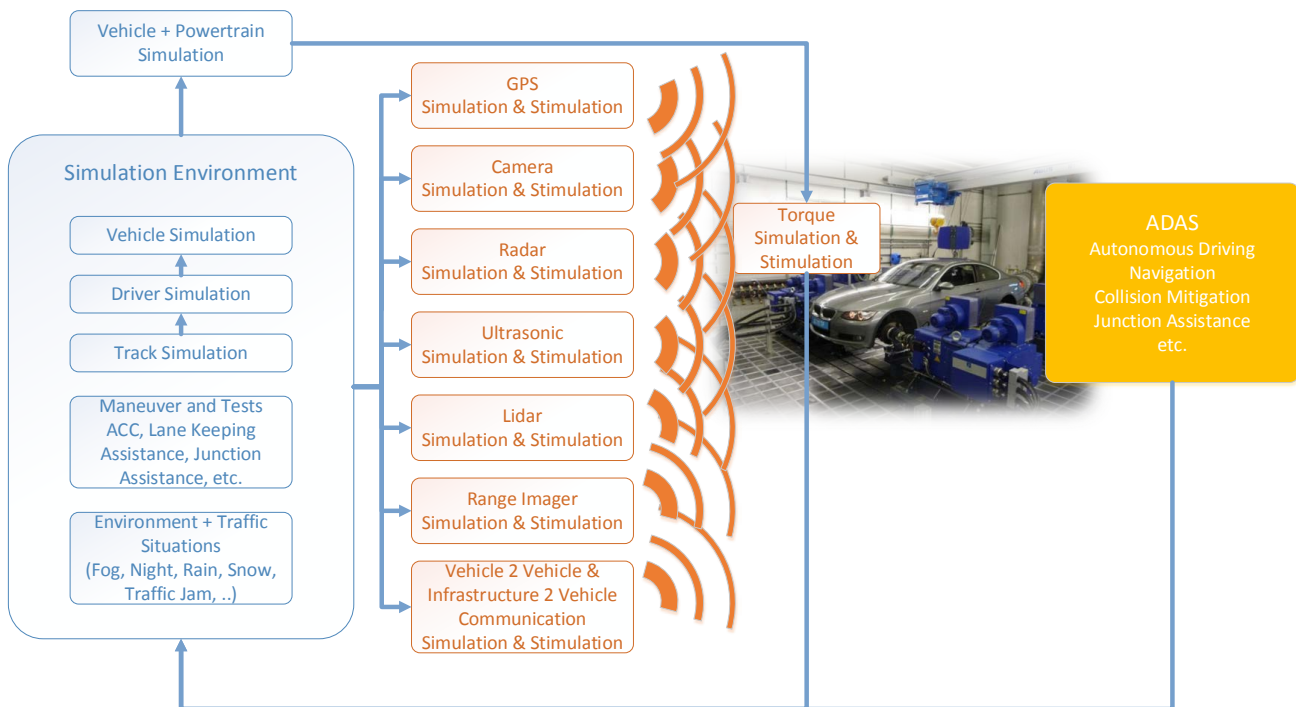 Vehicle + Powertrain
Simulation
Simulation Environment
Vehicle Simulation
Driver Simulation
Track Simulation
Maneuver and Tests
ACC, Lane Keeping
Assistance, Junction
Assistance, etc.
Environment + Traffic
Situations
(Fog, Night, Rain, Snow,
Traffic Jam, ..)
GPS
Simulation & Stimulation
Camera
Simulation & Stimulation
Radar
Simulation & Stimulation
Ultrasonic
Simulation & Stimulation
Lidar
Simulation & Stimulation
Range Imager
Simulation & Stimulation
Vehicle 2 Vehicle &
Infrastructure 2 Vehicle
Communication
Simulation & Stimulation
Torque
Simulation &
Stimulation
ADAS
Autonomous Driving
Navigation
Collision Mitigation
Junction Assistance
etc.